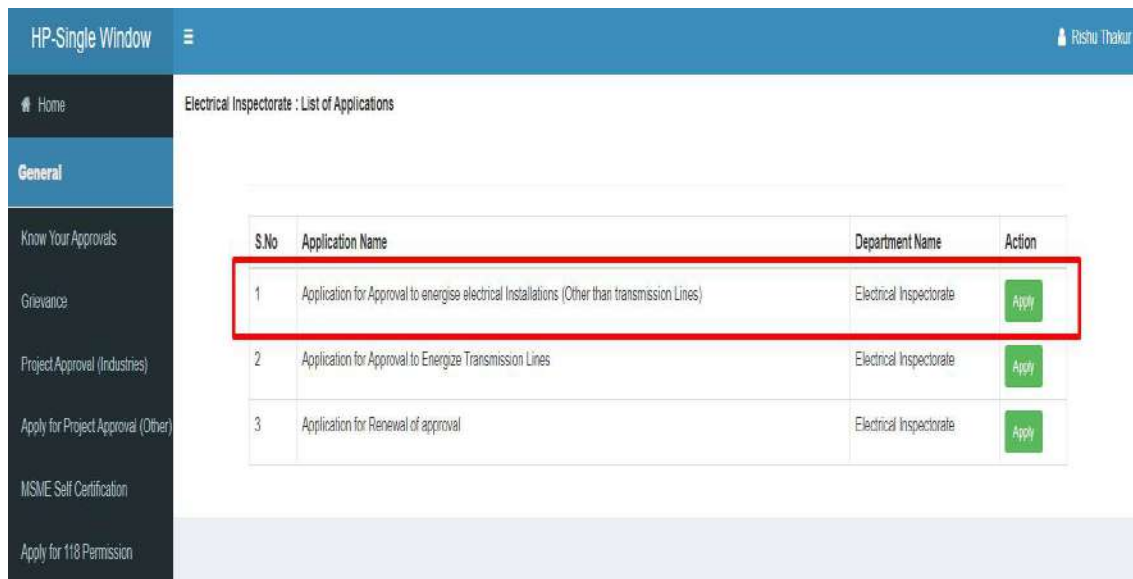 HP-Single Window
Rishu Thakur
Home
Electrical Inspectorate : List of Applications
General
Know Your Approvals
Grievance
Project Approval (Industries)
Apply for Project Approval (Other)
MSME Self Certification
Apply for 118 Permission
S.No Application Name Department Name Action
1 Application for Approval to energise electrical Installations (Other than transmission Lines) Electrical Inspectorate Apply
2 Application for Approval to Energize Transmission Lines Electrical Inspectorate Apply
3 Application for Renewal of approval Electrical Inspectorate Apply